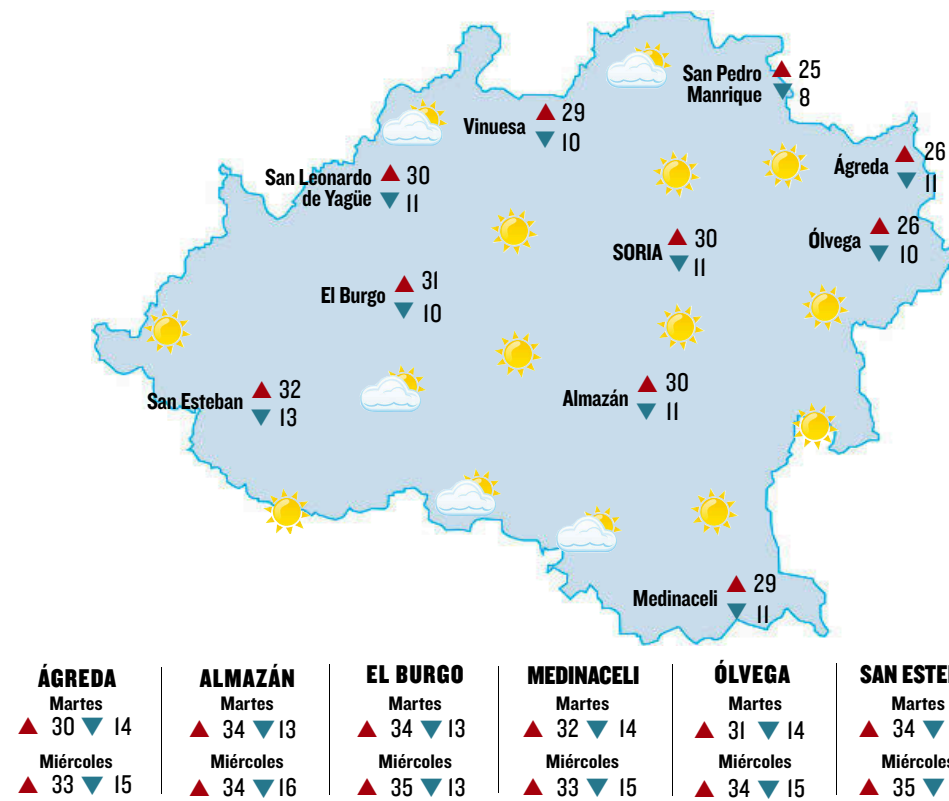 San Pedro ▲ 25
Manrique ▼ 8
Vinuesa ▲ 29
▼ 10
Ágreda ▲ 26
▼ 11
San Leonardo ▲ 30
de Yagüe ▼ 11
Ólvega ▲ 26
▼ 10
SORIA ▲ 30
▼ 11
El Burgo ▲ 31
▼ 10
San Esteban ▲ 32
▼ 13
Almazán ▲ 30
▼ 11
Medinaceli ▲ 29
▼ 11
ÁGREDA
Martes
▲ 30 ▼ 14
Miércoles
▲ 33 ▼ 15
ALMAZÁN
Martes
▲ 34 ▼ 13
Miércoles
▲ 34 ▼ 16
EL BURGO
Martes
▲ 34 ▼ 13
Miércoles
▲ 35 ▼ 13
MEDINACELI
Martes
▲ 32 ▼ 14
Miércoles
▲ 33 ▼ 15
ÓLVEGA
Martes
▲ 31 ▼ 14
Miércoles
▲ 34 ▼ 15
SAN ESTE
Martes
▲ 34 ▼
Miércoles
▲ 35 ▼